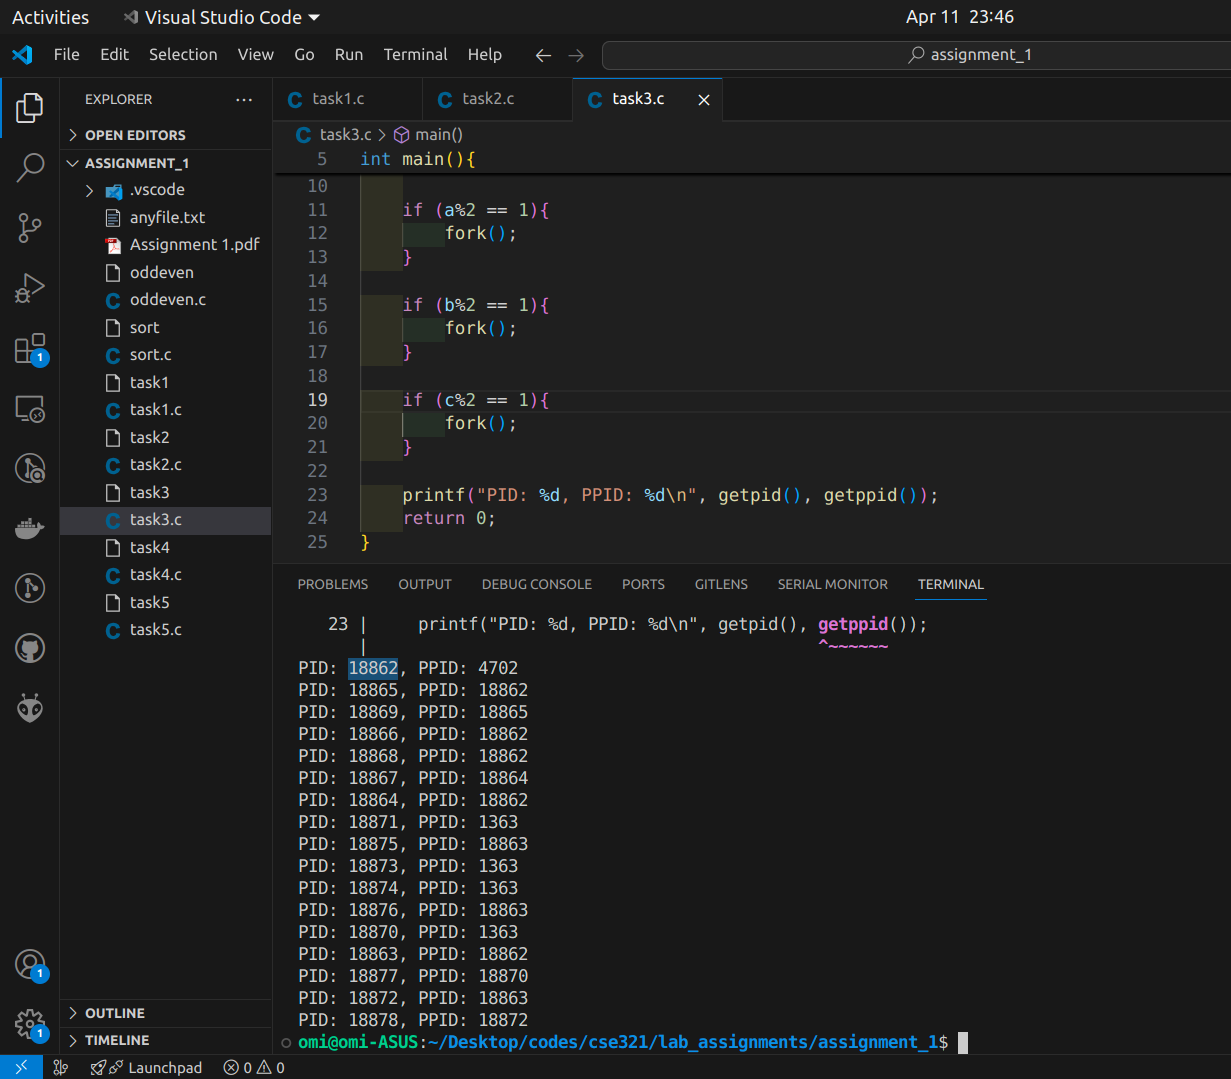 Activities
Visual Studio Code
Apr 11 23:46
File Edit Selection View Go Run Terminal Help
assignment_1
EXPLORER
OPEN EDITORS
ASSIGNMENT_1
.vscode
anyfile.txt
Assignment 1.pdf
oddeven
C oddeven.c
sort
C sort.c
task1
C task1.c
task2
C task2.c
task3
C task3.c
task4
C task4.c
task5
C task5.c
OUTLINE
TIMELINE
1
1
1
C task1.c
C task2.c
C task3.c
C task3.c > main()
5 int main(){
10
11 if (a%2 == 1){
12 fork();
13 }
14
15 if (b%2 == 1){
16 fork();
17 }
18
19 if (c%2 == 1){
20 fork();
21 }
22
23 printf("PID: %d, PPID: %d\n", getpid(), getppid());
24 return 0;
25 }
PROBLEMS OUTPUT DEBUG CONSOLE PORTS GITLENS SERIAL MONITOR TERMINAL
23 | printf("PID: %d, PPID: %d\n", getpid(), getppid());
| ^~~~~~~
PID: 18862, PPID: 4702
PID: 18865, PPID: 18862
PID: 18869, PPID: 18865
PID: 18866, PPID: 18862
PID: 18868, PPID: 18862
PID: 18867, PPID: 18864
PID: 18864, PPID: 18862
PID: 18871, PPID: 1363
PID: 18875, PPID: 18863
PID: 18873, PPID: 1363
PID: 18874, PPID: 1363
PID: 18876, PPID: 18863
PID: 18870, PPID: 1363
PID: 18863, PPID: 18862
PID: 18877, PPID: 18870
PID: 18872, PPID: 18863
PID: 18878, PPID: 18872
omi@omi-ASUS:~/Desktop/codes/cse321/lab_assignments/assignment_1$
Launchpad 0 0